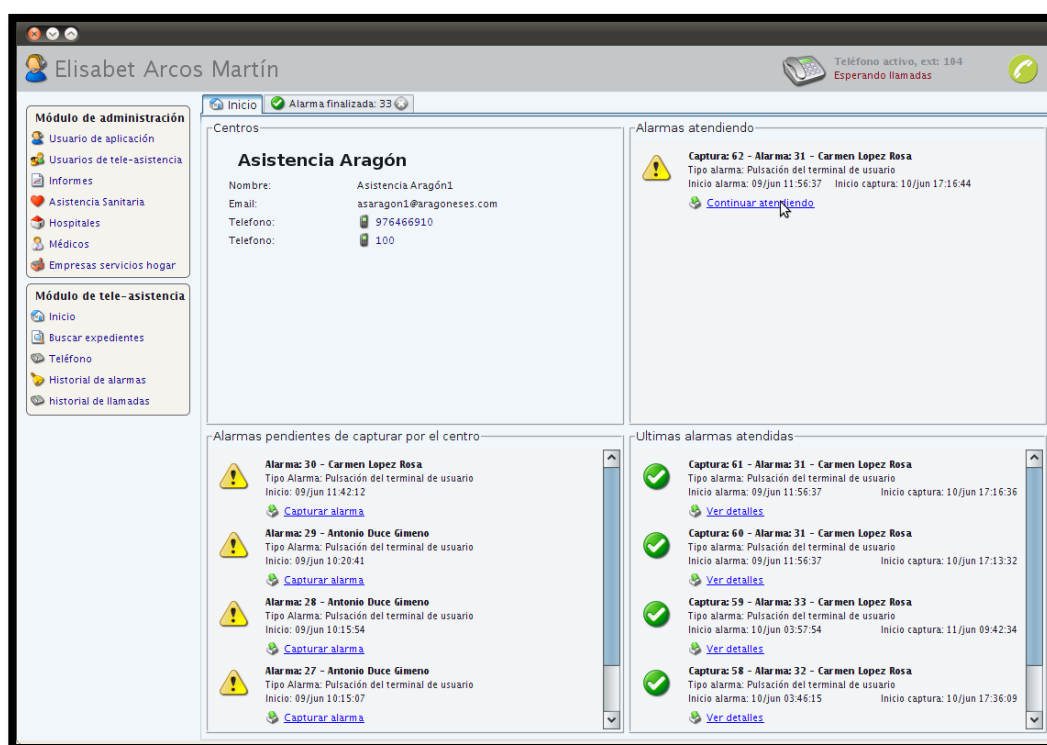 Elisabet Arcos Martín
Teléfono activo, ext: 104
Esperando llamadas
Módulo de administración
Usuario de aplicación
Usuarios de tele-asistencia
Informes
Asistencia Sanitaria
Hospitales
Médicos
Empresas servicios hogar
Módulo de tele-asistencia
Inicio
Buscar expedientes
Teléfono
Historial de alarmas
historial de llamadas
Inicio
Alarma finalizada: 33
Centros
Asistencia Aragón
Nombre: Asistencia Aragón1
Email: asaragon1@aragoneses.com
Telefono: 976466910
Telefono: 100
Alarmas atendiendo
Captura: 62 - Alarma: 31 - Carmen Lopez Rosa
Tipo alarma: Pulsación del terminal de usuario
Inicio alarma: 09/jun 11:56:37 Inicio captura: 10/jun 17:16:44
Continuar atendiendo
Alarmas pendientes de capturar por el centro
Alarma: 30 - Carmen Lopez Rosa
Tipo Alarma: Pulsación del terminal de usuario
Inicio: 09/jun 11:42:12
Capturar alarma
Alarma: 29 - Antonio Duce Gimeno
Tipo Alarma: Pulsación del terminal de usuario
Inicio: 09/jun 10:20:41
Capturar alarma
Alarma: 28 - Antonio Duce Gimeno
Tipo Alarma: Pulsación del terminal de usuario
Inicio: 09/jun 10:15:54
Capturar alarma
Alarma: 27 - Antonio Duce Gimeno
Tipo Alarma: Pulsación del terminal de usuario
Inicio: 09/jun 10:15:07
Capturar alarma
Ultimas alarmas atendidas
Captura: 61 - Alarma: 31 - Carmen Lopez Rosa
Tipo alarma: Pulsación del terminal de usuario
Inicio alarma: 09/jun 11:56:37 Inicio captura: 10/jun 17:16:36
Ver detalles
Captura: 60 - Alarma: 31 - Carmen Lopez Rosa
Tipo alarma: Pulsación del terminal de usuario
Inicio alarma: 09/jun 11:56:37 Inicio captura: 10/jun 17:13:32
Ver detalles
Captura: 59 - Alarma: 33 - Carmen Lopez Rosa
Tipo alarma: Pulsación del terminal de usuario
Inicio alarma: 10/jun 03:57:54 Inicio captura: 11/jun 09:42:34
Ver detalles
Captura: 58 - Alarma: 32 - Carmen Lopez Rosa
Tipo alarma: Pulsación del terminal de usuario
Inicio alarma: 10/jun 03:46:15 Inicio captura: 10/jun 17:36:09
Ver detalles